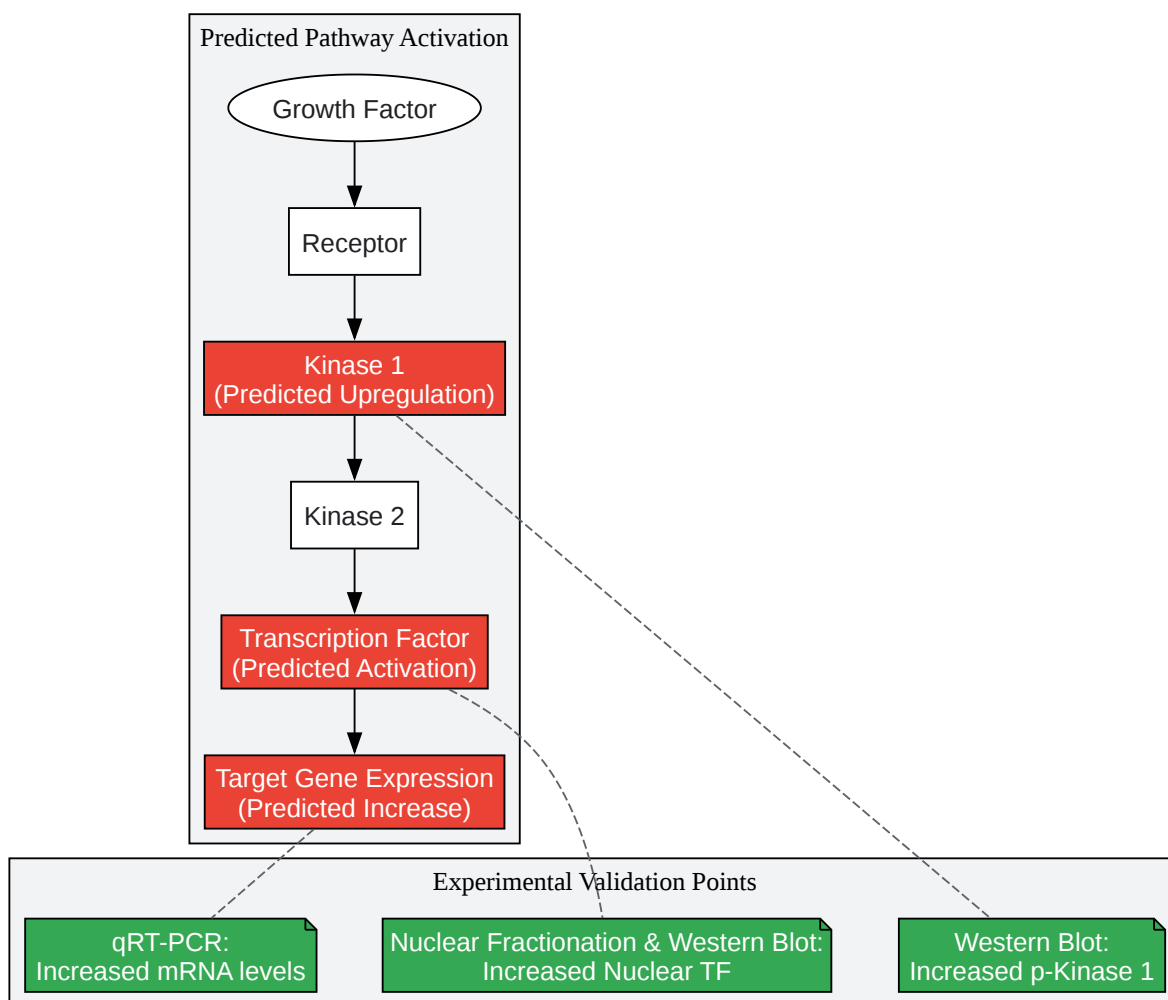 Predicted Pathway Activation
Growth Factor
Receptor
Kinase 1
(Predicted Upregulation)
Kinase 2
Transcription Factor
(Predicted Activation)
Target Gene Expression
(Predicted Increase)
Experimental Validation Points
qRT-PCR:
Increased mRNA levels
Nuclear Fractionation & Western Blot:
Increased Nuclear TF
Western Blot:
Increased p-Kinase 1